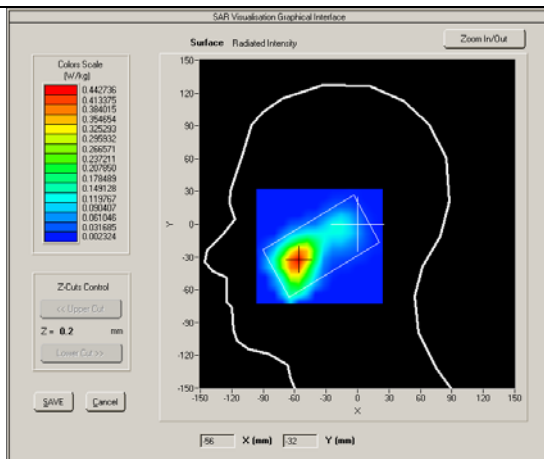 SAR Visualisation Graphical Interface
Surface Radiated Intensity
Zoom In/Out
Colors Scale
(W/kg)
0.442736
0.413375
0.384015
0.354654
0.325293
0.295932
0.266571
0.237211
0.207850
0.178489
0.149128
0.119767
0.090407
0.061046
0.031685
0.002324
Z-Cuts Control
<< Upper Cut
Z = 0.2 mm
Lower Cut >>
SAVE Cancel
Y
150
120
90
60
30
0
-30
-60
-90
-120
-150
-150 -120 -90 -60 -30 0 30 60 90 120 150
X
-56 X (mm) -32 Y (mm)